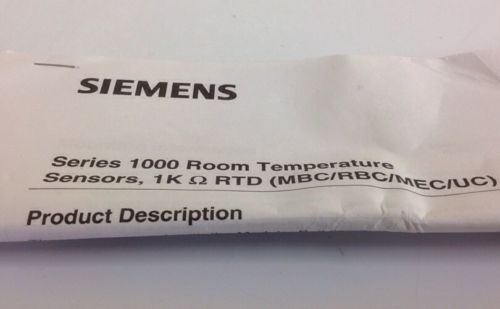 SIEMENS
Series 1000 Room Temperature
Sensors, 1K Ω RTD (MBC/RBC/MEC/UC)
Product Description